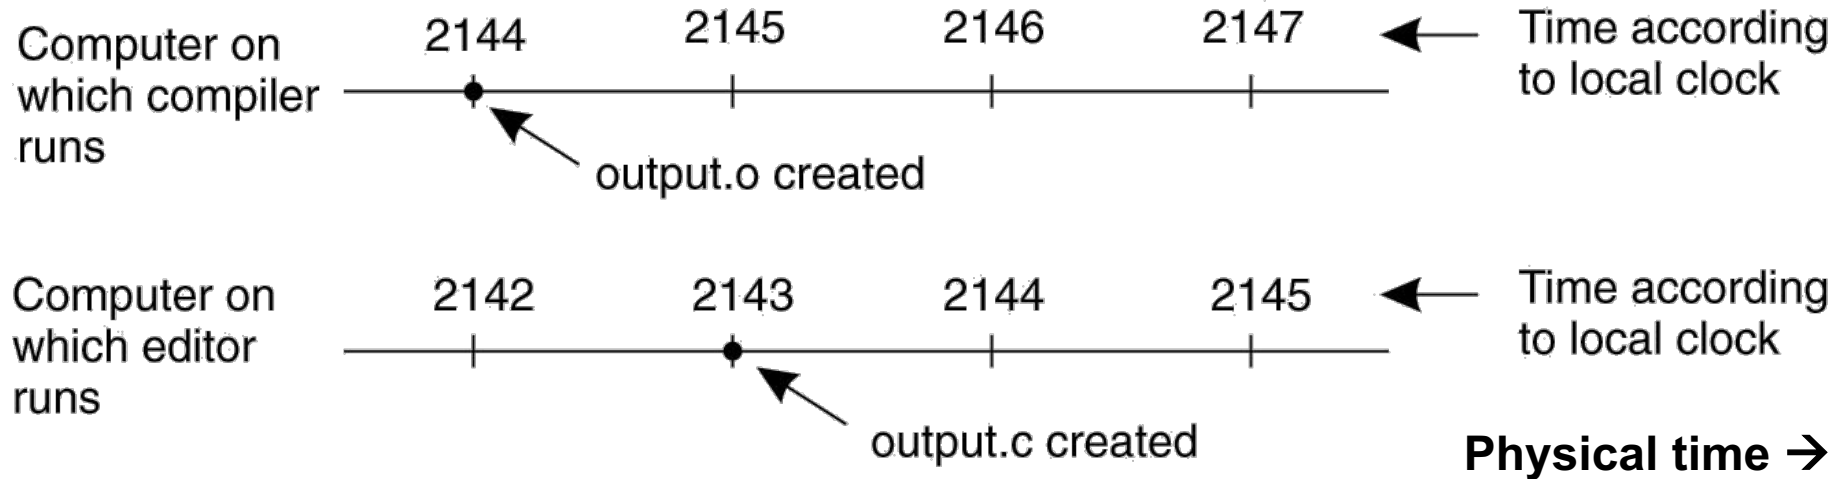 Computer on
which compiler
runs
2144 2145 2146 2147
Time according
to local clock
output.o created
Computer on
which editor
runs
2142 2143 2144 2145
Time according
to local clock
output.c created
Physical time →